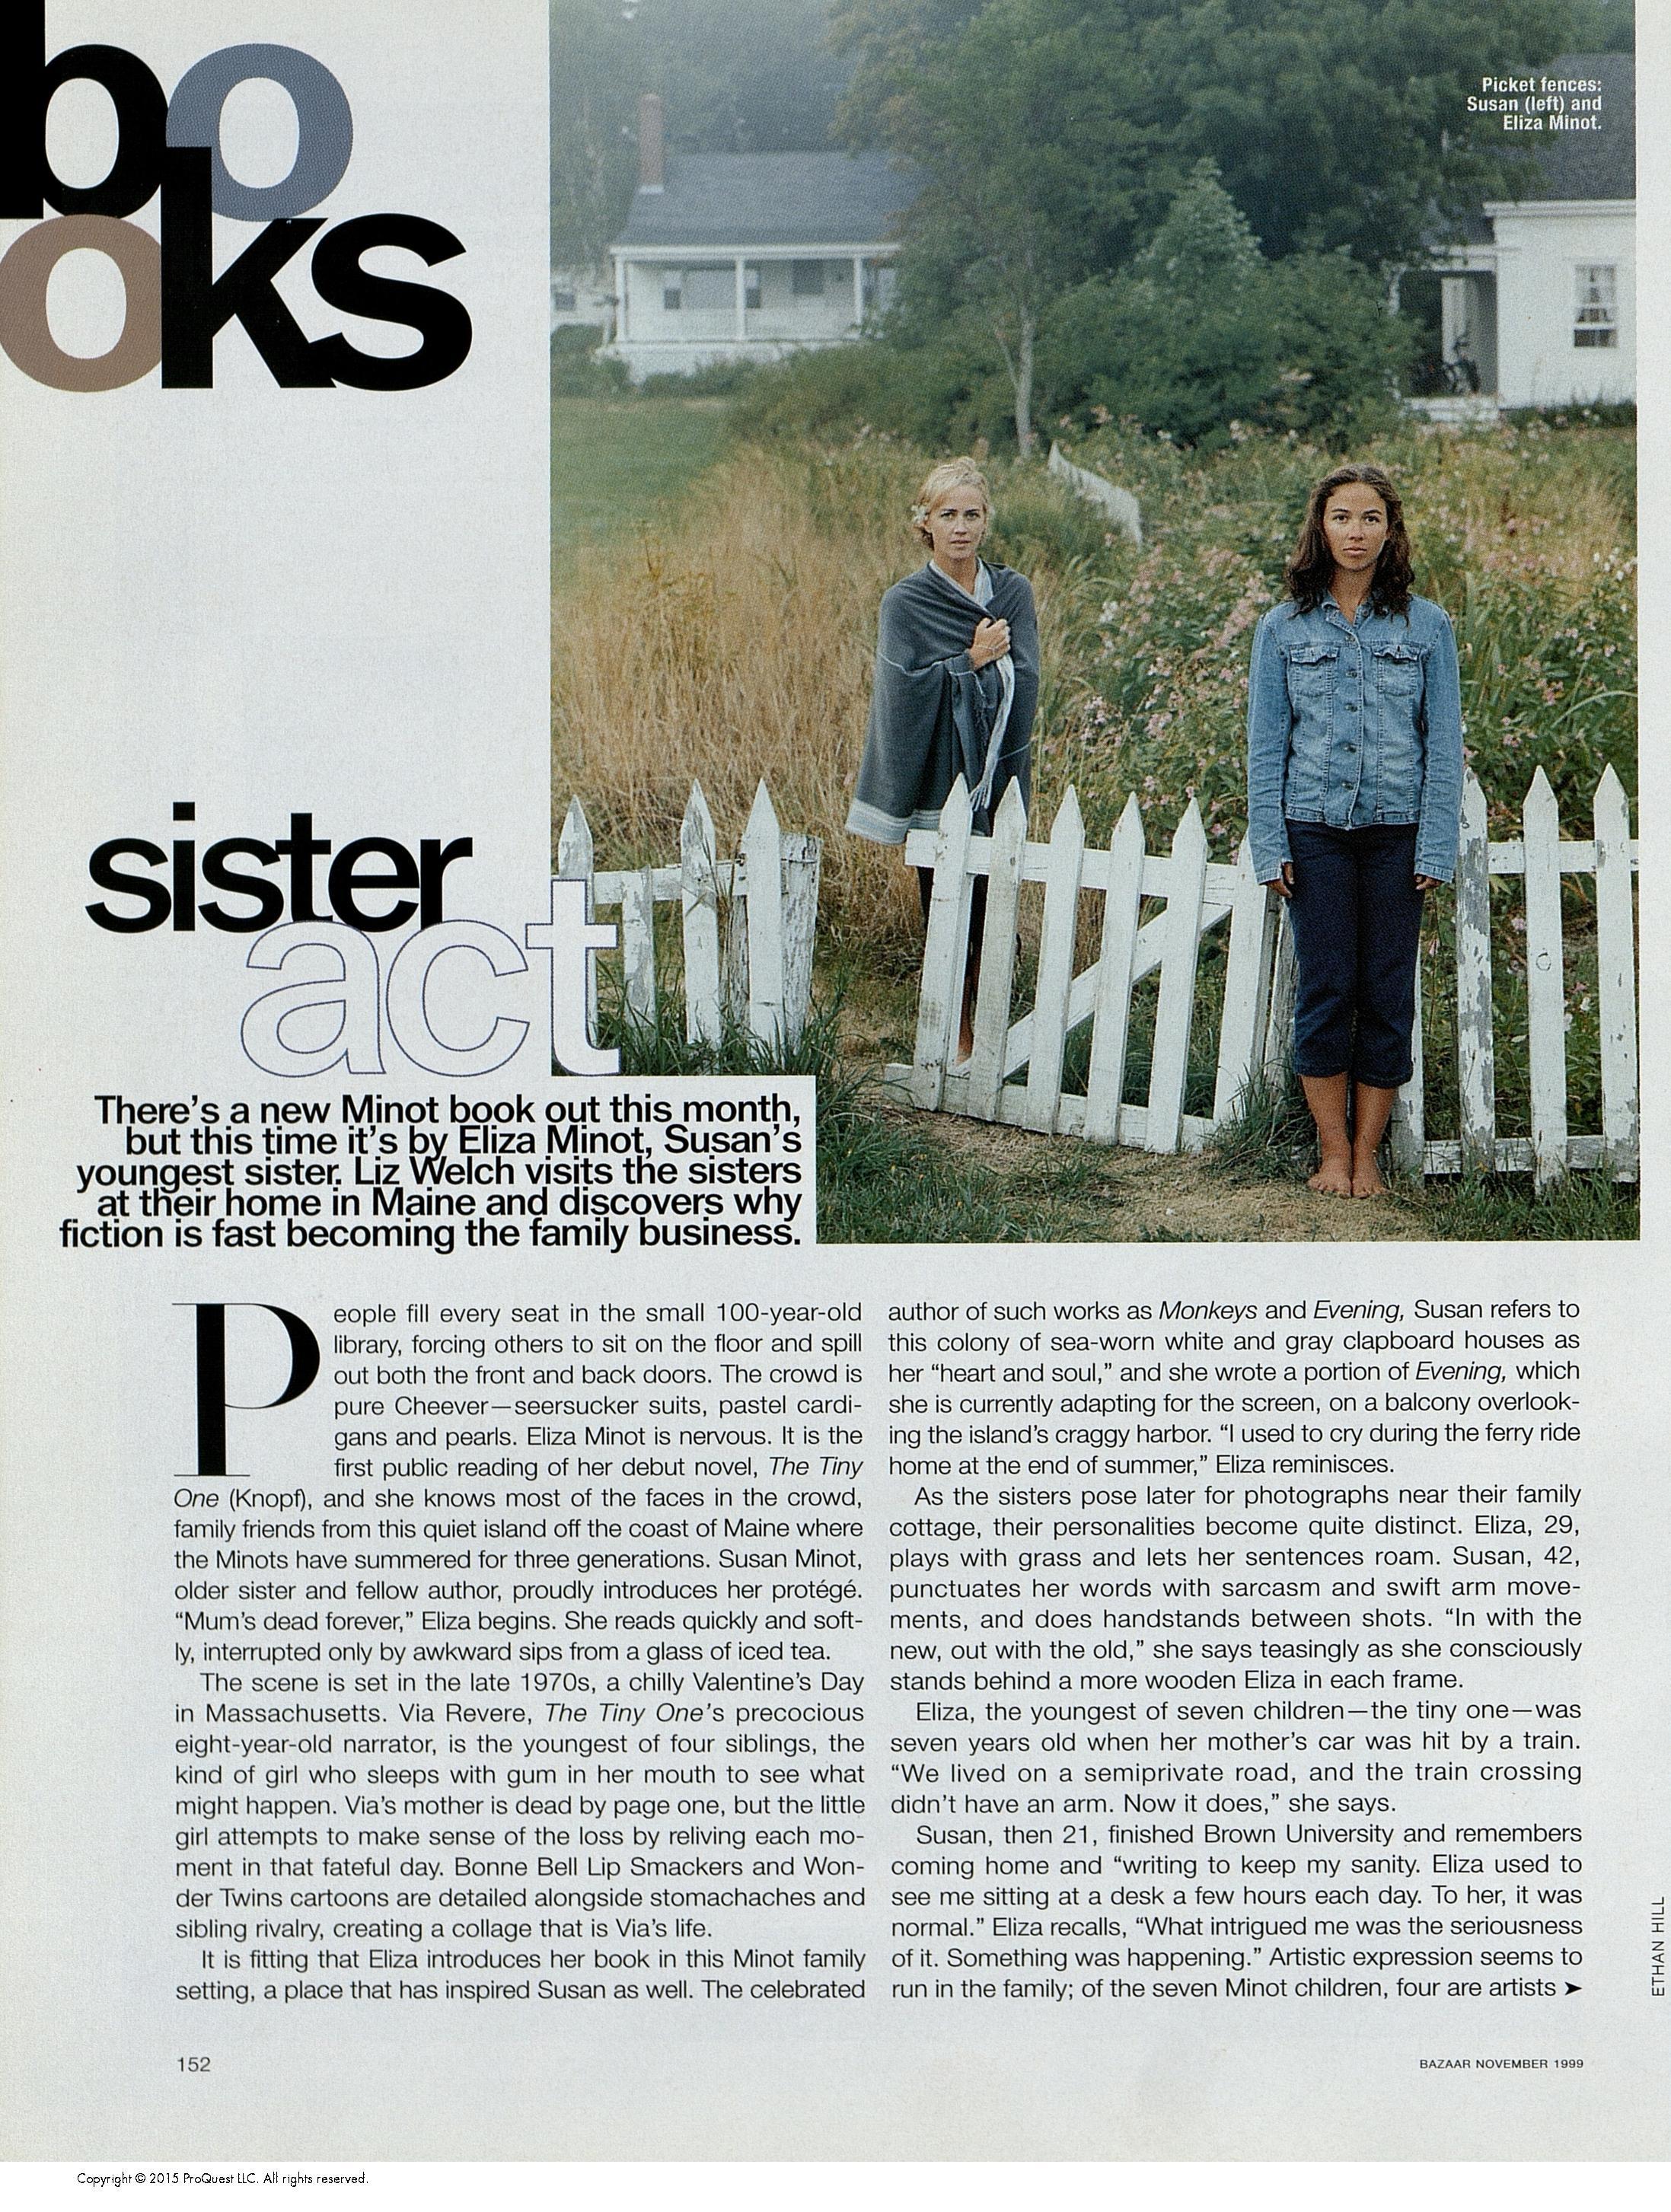 books
Picket fences:
Susan (left) and
Eliza Minot.
sister
act
There's a new Minot book out this month,
but this time it's by Eliza Minot, Susan's
youngest sister. Liz Welch visits the sisters
at their home in Maine and discovers why
fiction is fast becoming the family business.
People fill every seat in the small 100-year-old
library, forcing others to sit on the floor and spill
out both the front and back doors. The crowd is
pure Cheever—seersucker suits, pastel cardi-
gans and pearls. Eliza Minot is nervous. It is the
first public reading of her debut novel, The Tiny
One (Knopf), and she knows most of the faces in the crowd,
family friends from this quiet island off the coast of Maine where
the Minots have summered for three generations. Susan Minot,
older sister and fellow author, proudly introduces her protégé.
“Mum's dead forever,” Eliza begins. She reads quickly and soft-
ly, interrupted only by awkward sips from a glass of iced tea.
The scene is set in the late 1970s, a chilly Valentine's Day
in Massachusetts. Via Revere, The Tiny One's precocious
eight-year-old narrator, is the youngest of four siblings, the
kind of girl who sleeps with gum in her mouth to see what
might happen. Via's mother is dead by page one, but the little
girl attempts to make sense of the loss by reliving each mo-
ment in that fateful day. Bonne Bell Lip Smackers and Won-
der Twins cartoons are detailed alongside stomachaches and
sibling rivalry, creating a collage that is Via's life.
It is fitting that Eliza introduces her book in this Minot family
setting, a place that has inspired Susan as well. The celebrated
author of such works as Monkeys and Evening, Susan refers to
this colony of sea-worn white and gray clapboard houses as
her “heart and soul,” and she wrote a portion of Evening, which
she is currently adapting for the screen, on a balcony overlook-
ing the island's craggy harbor. “I used to cry during the ferry ride
home at the end of summer,” Eliza reminisces.
As the sisters pose later for photographs near their family
cottage, their personalities become quite distinct. Eliza, 29,
plays with grass and lets her sentences roam. Susan, 42,
punctuates her words with sarcasm and swift arm move-
ments, and does handstands between shots. “In with the
new, out with the old,” she says teasingly as she consciously
stands behind a more wooden Eliza in each frame.
Eliza, the youngest of seven children—the tiny one—was
seven years old when her mother's car was hit by a train.
“We lived on a semiprivate road, and the train crossing
didn't have an arm. Now it does,” she says.
Susan, then 21, finished Brown University and remembers
coming home and “writing to keep my sanity. Eliza used to
see me sitting at a desk a few hours each day. To her, it was
normal.” Eliza recalls, “What intrigued me was the seriousness
of it. Something was happening.” Artistic expression seems to
run in the family; of the seven Minot children, four are artists ➤
ETHAN HILL
152
BAZAAR NOVEMBER 1999
Copyright © 2015 ProQuest LLC. All rights reserved.